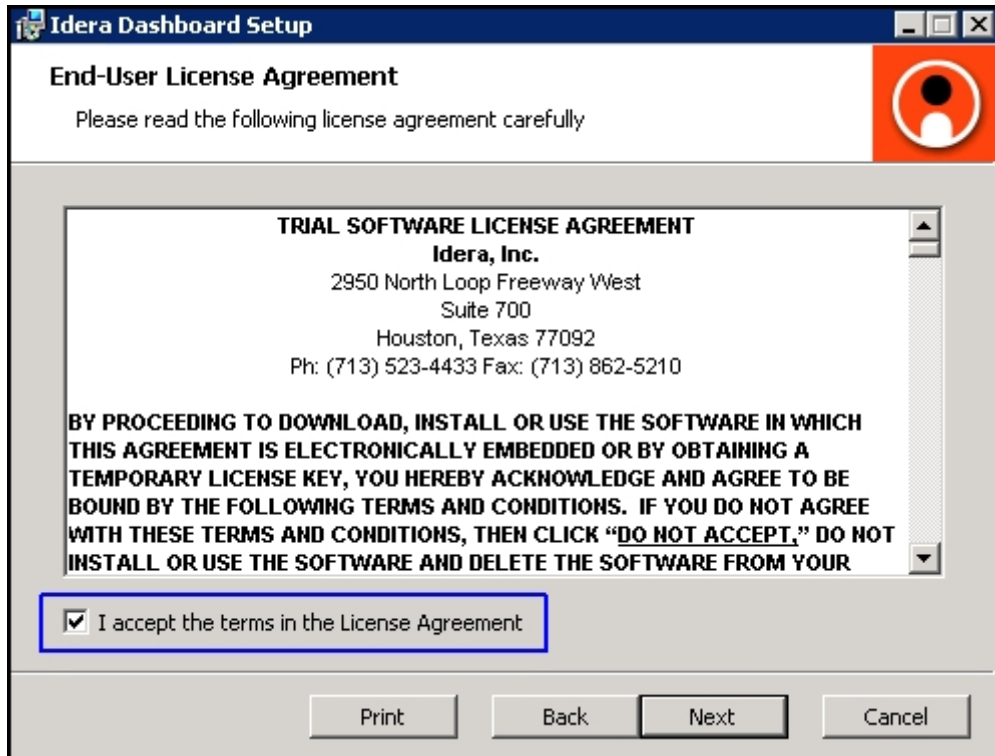 Idera Dashboard Setup
End-User License Agreement
Please read the following license agreement carefully
TRIAL SOFTWARE LICENSE AGREEMENT
Idera, Inc.
2950 North Loop Freeway West
Suite 700
Houston, Texas 77092
Ph: (713) 523-4433 Fax: (713) 862-5210
BY PROCEEDING TO DOWNLOAD, INSTALL OR USE THE SOFTWARE IN WHICH
THIS AGREEMENT IS ELECTRONICALLY EMBEDDED OR BY OBTAINING A
TEMPORARY LICENSE KEY, YOU HEREBY ACKNOWLEDGE AND AGREE TO BE
BOUND BY THE FOLLOWING TERMS AND CONDITIONS.  IF YOU DO NOT AGREE
WITH THESE TERMS AND CONDITIONS, THEN CLICK “DO NOT ACCEPT,” DO NOT
INSTALL OR USE THE SOFTWARE AND DELETE THE SOFTWARE FROM YOUR
I accept the terms in the License Agreement
Print Back Next Cancel